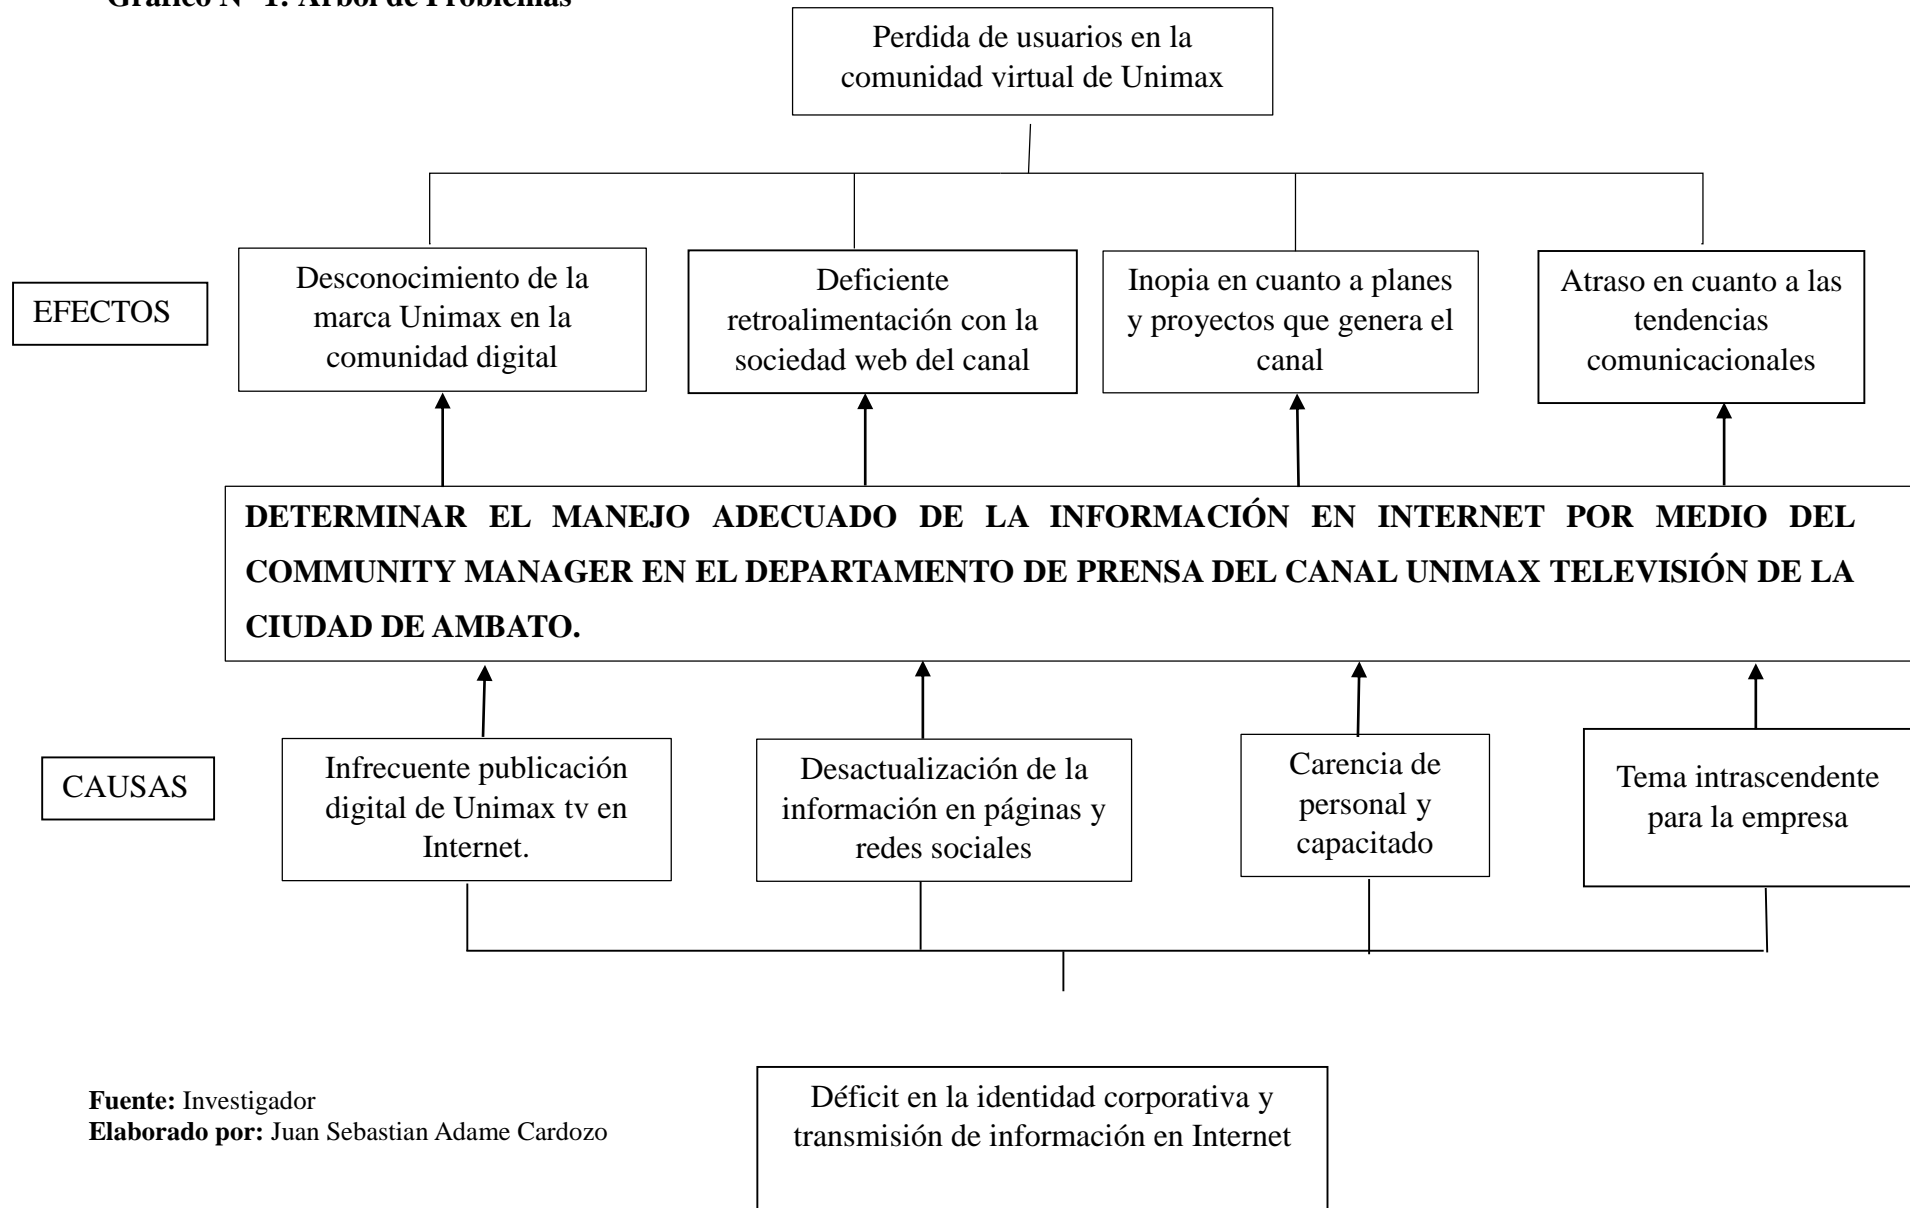 Gráfico N° 1: Árbol de Problemas
Perdida de usuarios en la
comunidad virtual de Unimax
EFECTOS
Desconocimiento de la
marca Unimax en la
comunidad digital
Deficiente
retroalimentación con la
sociedad web del canal
Inopia en cuanto a planes
y proyectos que genera el
canal
Atraso en cuanto a las
tendencias
comunicacionales
DETERMINAR EL MANEJO ADECUADO DE LA INFORMACIÓN EN INTERNET POR MEDIO DEL
COMMUNITY MANAGER EN EL DEPARTAMENTO DE PRENSA DEL CANAL UNIMAX TELEVISIÓN DE LA
CIUDAD DE AMBATO.
CAUSAS
Infrecuente publicación
digital de Unimax tv en
Internet.
Desactualización de la
información en páginas y
redes sociales
Carencia de
personal y
capacitado
Tema intrascendente
para la empresa
Fuente: Investigador
Elaborado por: Juan Sebastian Adame Cardozo
Déficit en la identidad corporativa y
transmisión de información en Internet